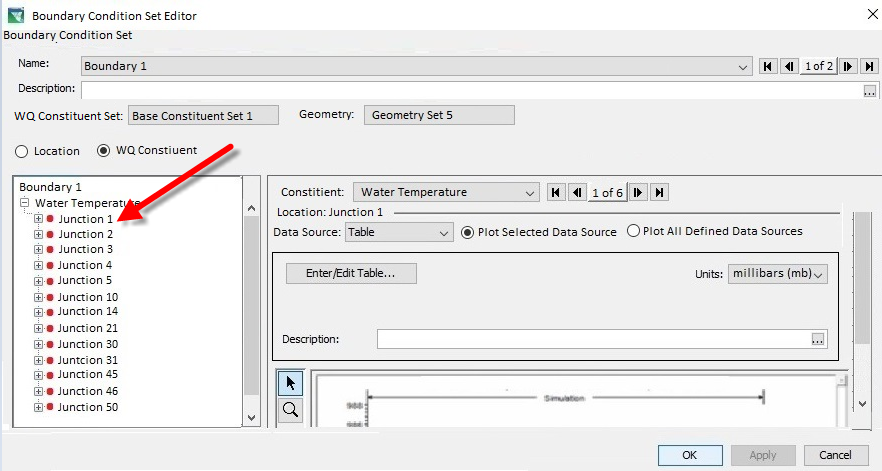 Boundary Condition Set Editor
Boundary Condition Set
Name: Boundary 1 1 of 2
Description: ...
WQ Constituent Set: Base Constituent Set 1 Geometry: Geometry Set 5
Location WQ Constiuent
Boundary 1
Water Temperature
Junction 1
Junction 2
Junction 3
Junction 4
Junction 5
Junction 10
Junction 14
Junction 21
Junction 30
Junction 31
Junction 45
Junction 46
Junction 50
Constitient: Water Temperature 1 of 6
Location: Junction 1
Data Source: Table Plot Selected Data Source Plot All Defined Data Sources
Enter/Edit Table... Units: millibars (mb)
Description: ...
Simulation
988
986
OK Apply Cancel